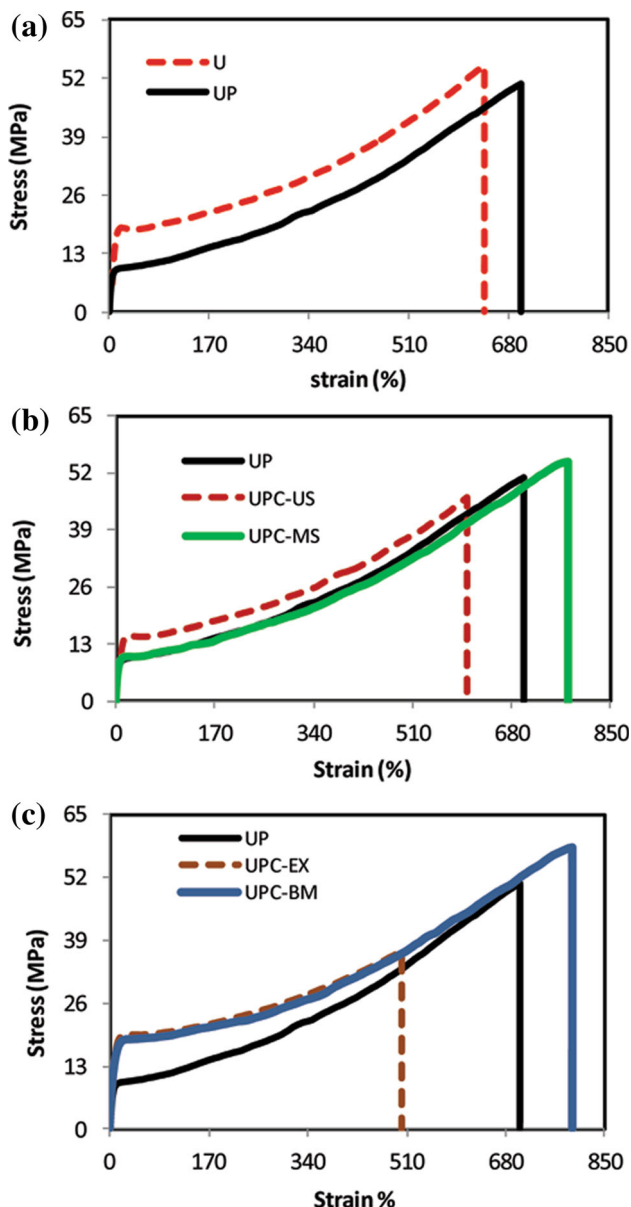 (a)
65
52
39
26
13
0
Stress (MPa)
U
UP
0 170 340 510 680 850
strain (%)
(b)
65
52
39
26
13
0
Stress (MPa)
UP
UPC-US
UPC-MS
0 170 340 510 680 850
Strain (%)
(c)
65
52
39
26
13
0
Stress (MPa)
UP
UPC-EX
UPC-BM
0 170 340 510 680 850
Strain %